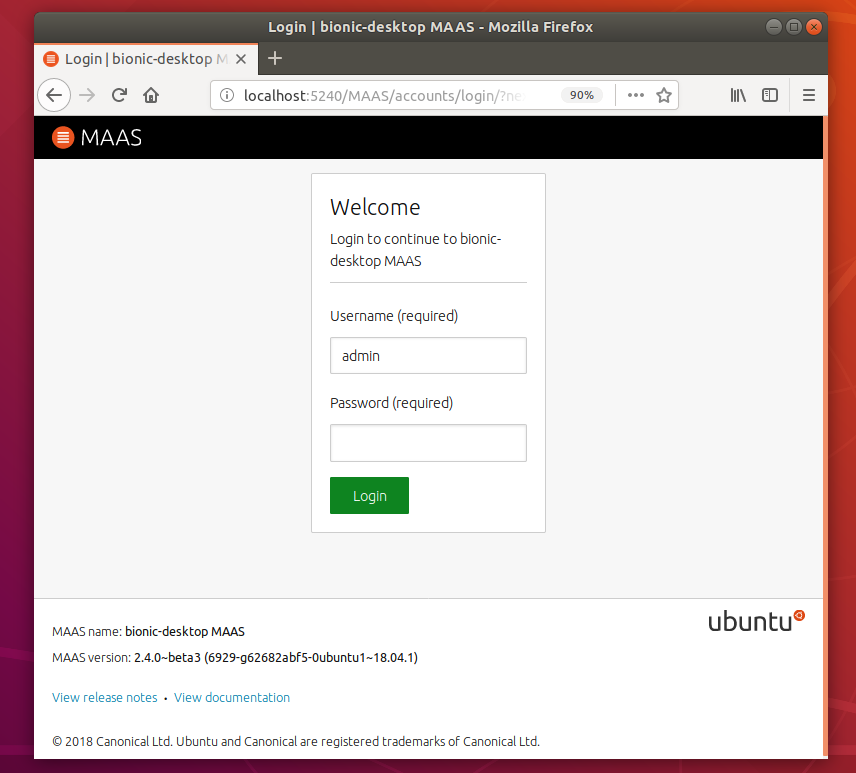 Login | bionic-desktop MAAS - Mozilla Firefox
Login | bionic-desktop M
localhost:5240/MAAS/accounts/login/?ne
90%
MAAS
Welcome
Login to continue to bionic-
desktop MAAS
Username (required)
admin
Password (required)
Login
ubuntu
MAAS name: bionic-desktop MAAS
MAAS version: 2.4.0~beta3 (6929-g62682abf5-0ubuntu1~18.04.1)
View release notes • View documentation
© 2018 Canonical Ltd. Ubuntu and Canonical are registered trademarks of Canonical Ltd.